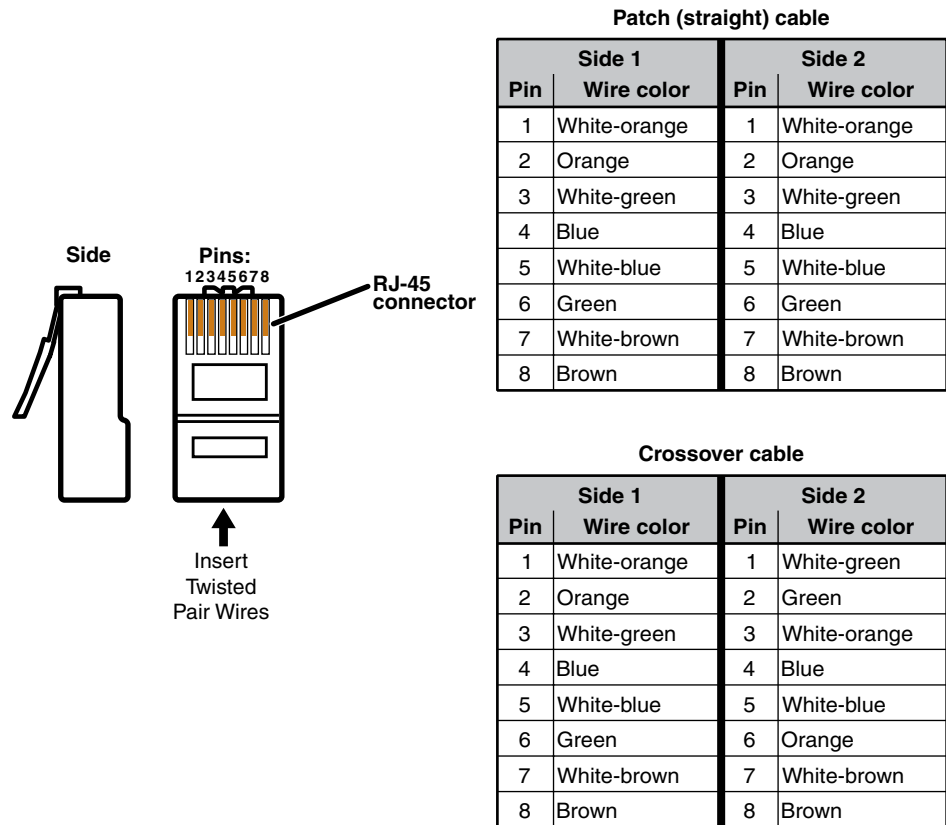 Patch (straight) cable
Side 1 Side 2
Pin Wire color Pin Wire color
1 White-orange 1 White-orange
2 Orange 2 Orange
3 White-green 3 White-green
4 Blue 4 Blue
5 White-blue 5 White-blue
6 Green 6 Green
7 White-brown 7 White-brown
8 Brown 8 Brown
Side
Pins:
12345678
RJ-45
connector
Insert
Twisted
Pair Wires
Crossover cable
Side 1 Side 2
Pin Wire color Pin Wire color
1 White-orange 1 White-green
2 Orange 2 Green
3 White-green 3 White-orange
4 Blue 4 Blue
5 White-blue 5 White-blue
6 Green 6 Orange
7 White-brown 7 White-brown
8 Brown 8 Brown